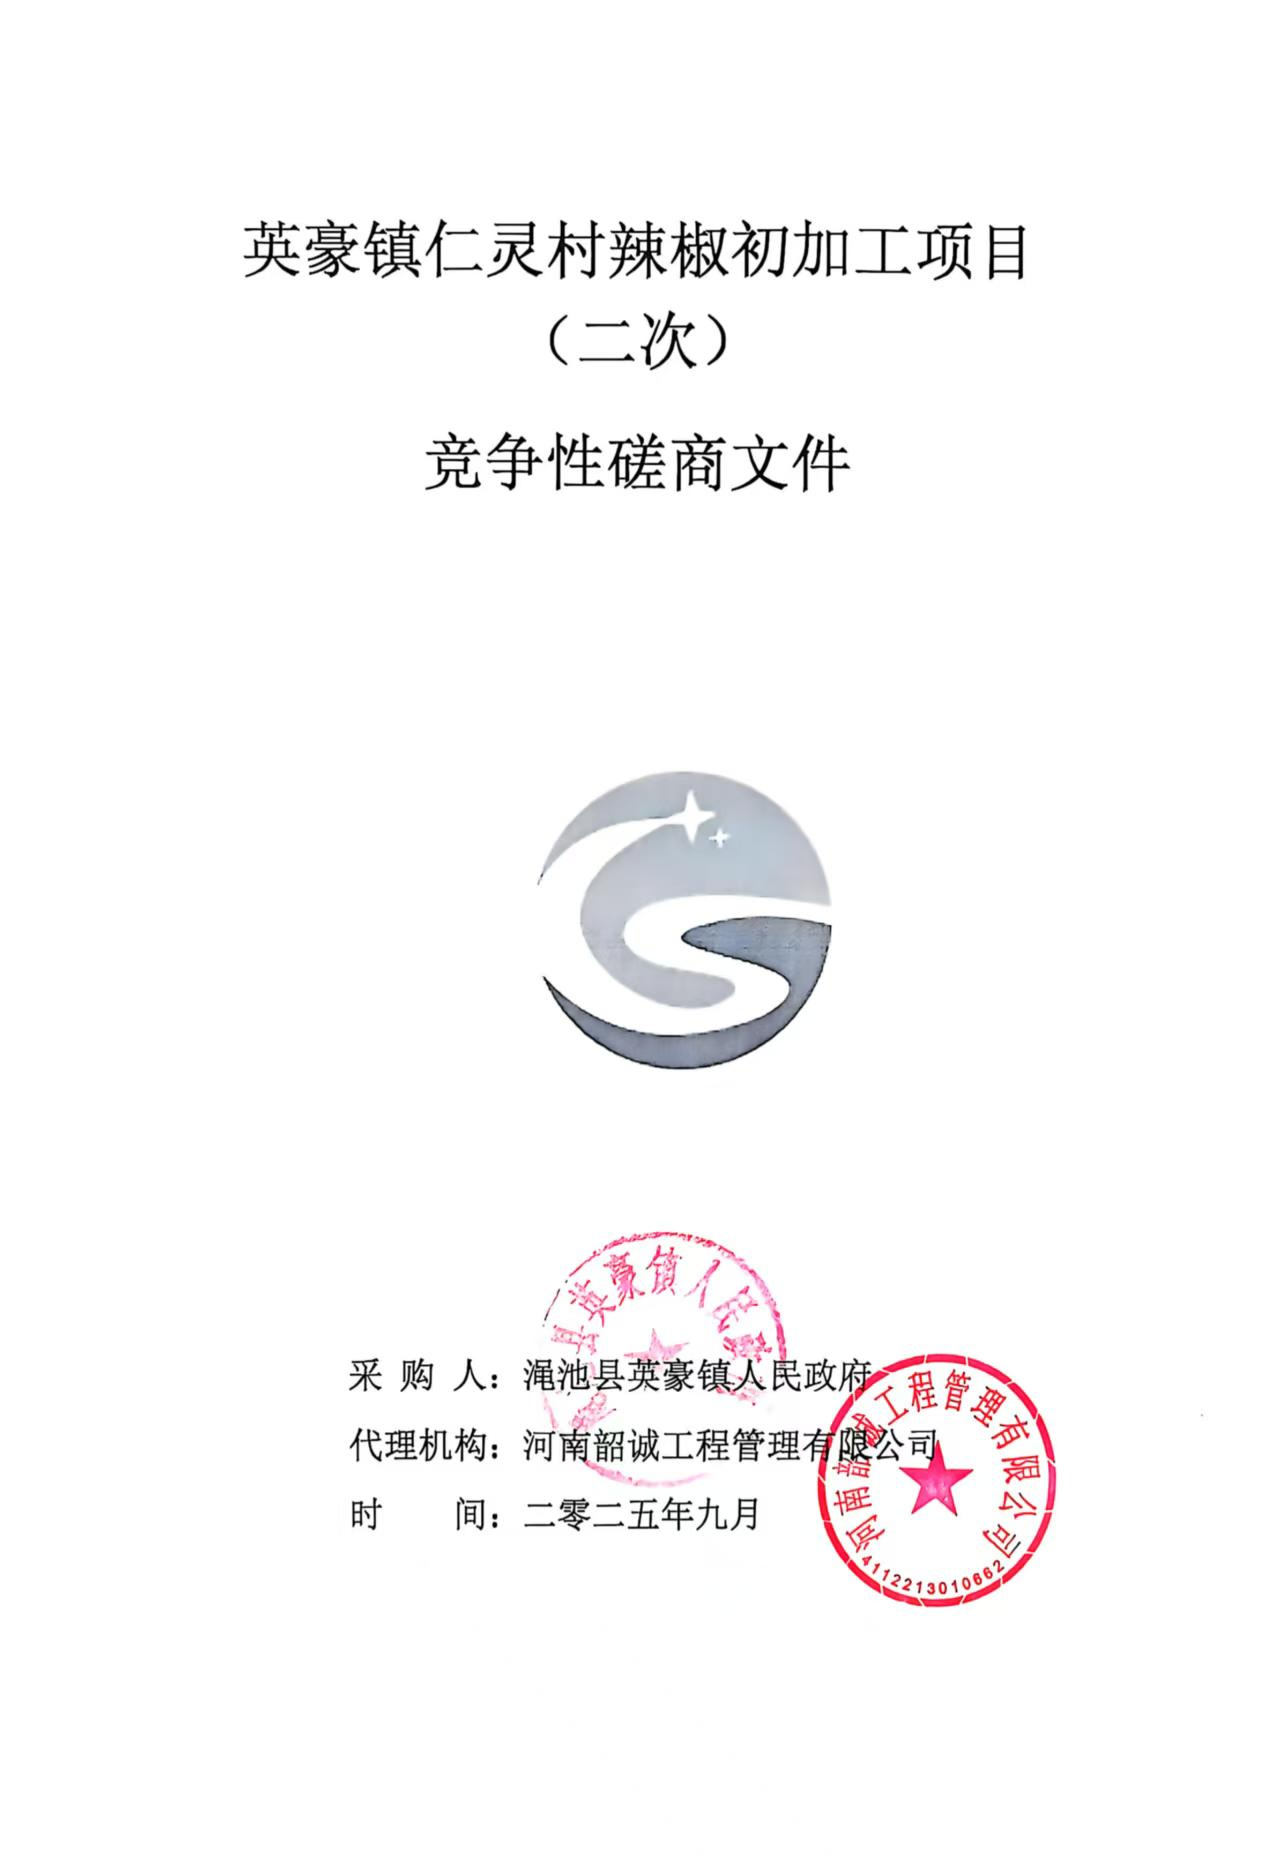 英豪镇仁灵村辣椒初加工项目
（二次）
竞争性磋商文件
县英豪镇人民政
采 购 人：渑池县英豪镇人民政府
代理机构：河南韶诚工程管理有限公司
时 间：二零二五年九月
河南韶诚工程管理有限公司
4112213010662